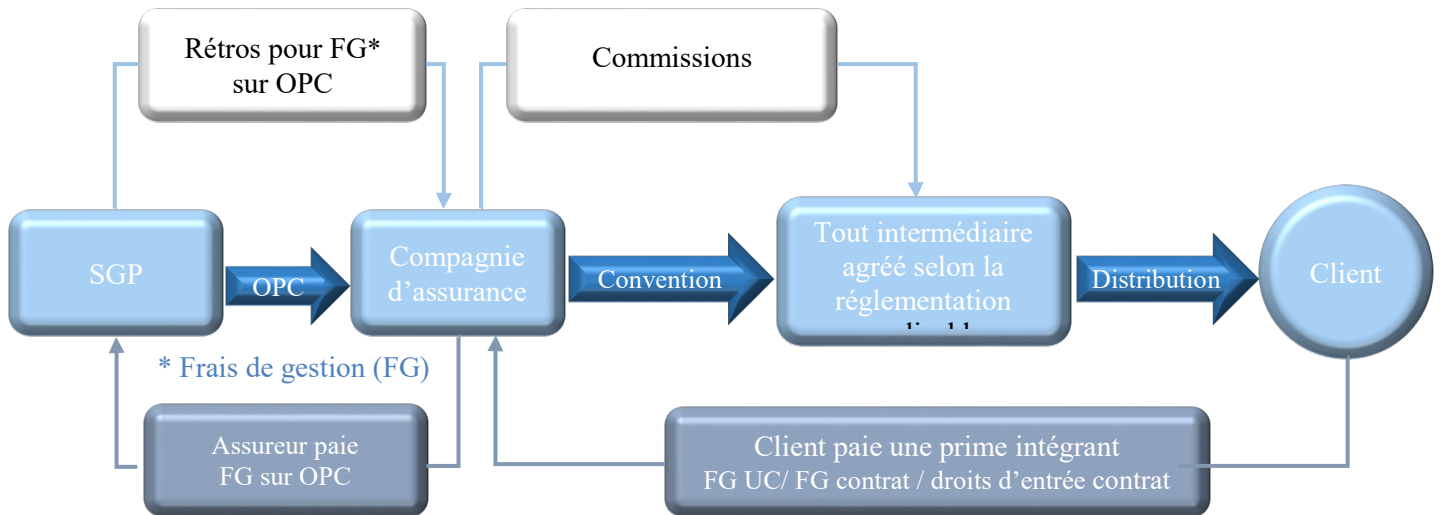 Rétros pour FG*
sur OPC
Commissions
SGP
OPC
Compagnie
d’assurance
Convention
Tout intermédiaire
agréé selon la
réglementation
Distribution
Client
* Frais de gestion (FG)
Assureur paie
FG sur OPC
Client paie une prime intégrant
FG UC/ FG contrat / droits d’entrée contrat